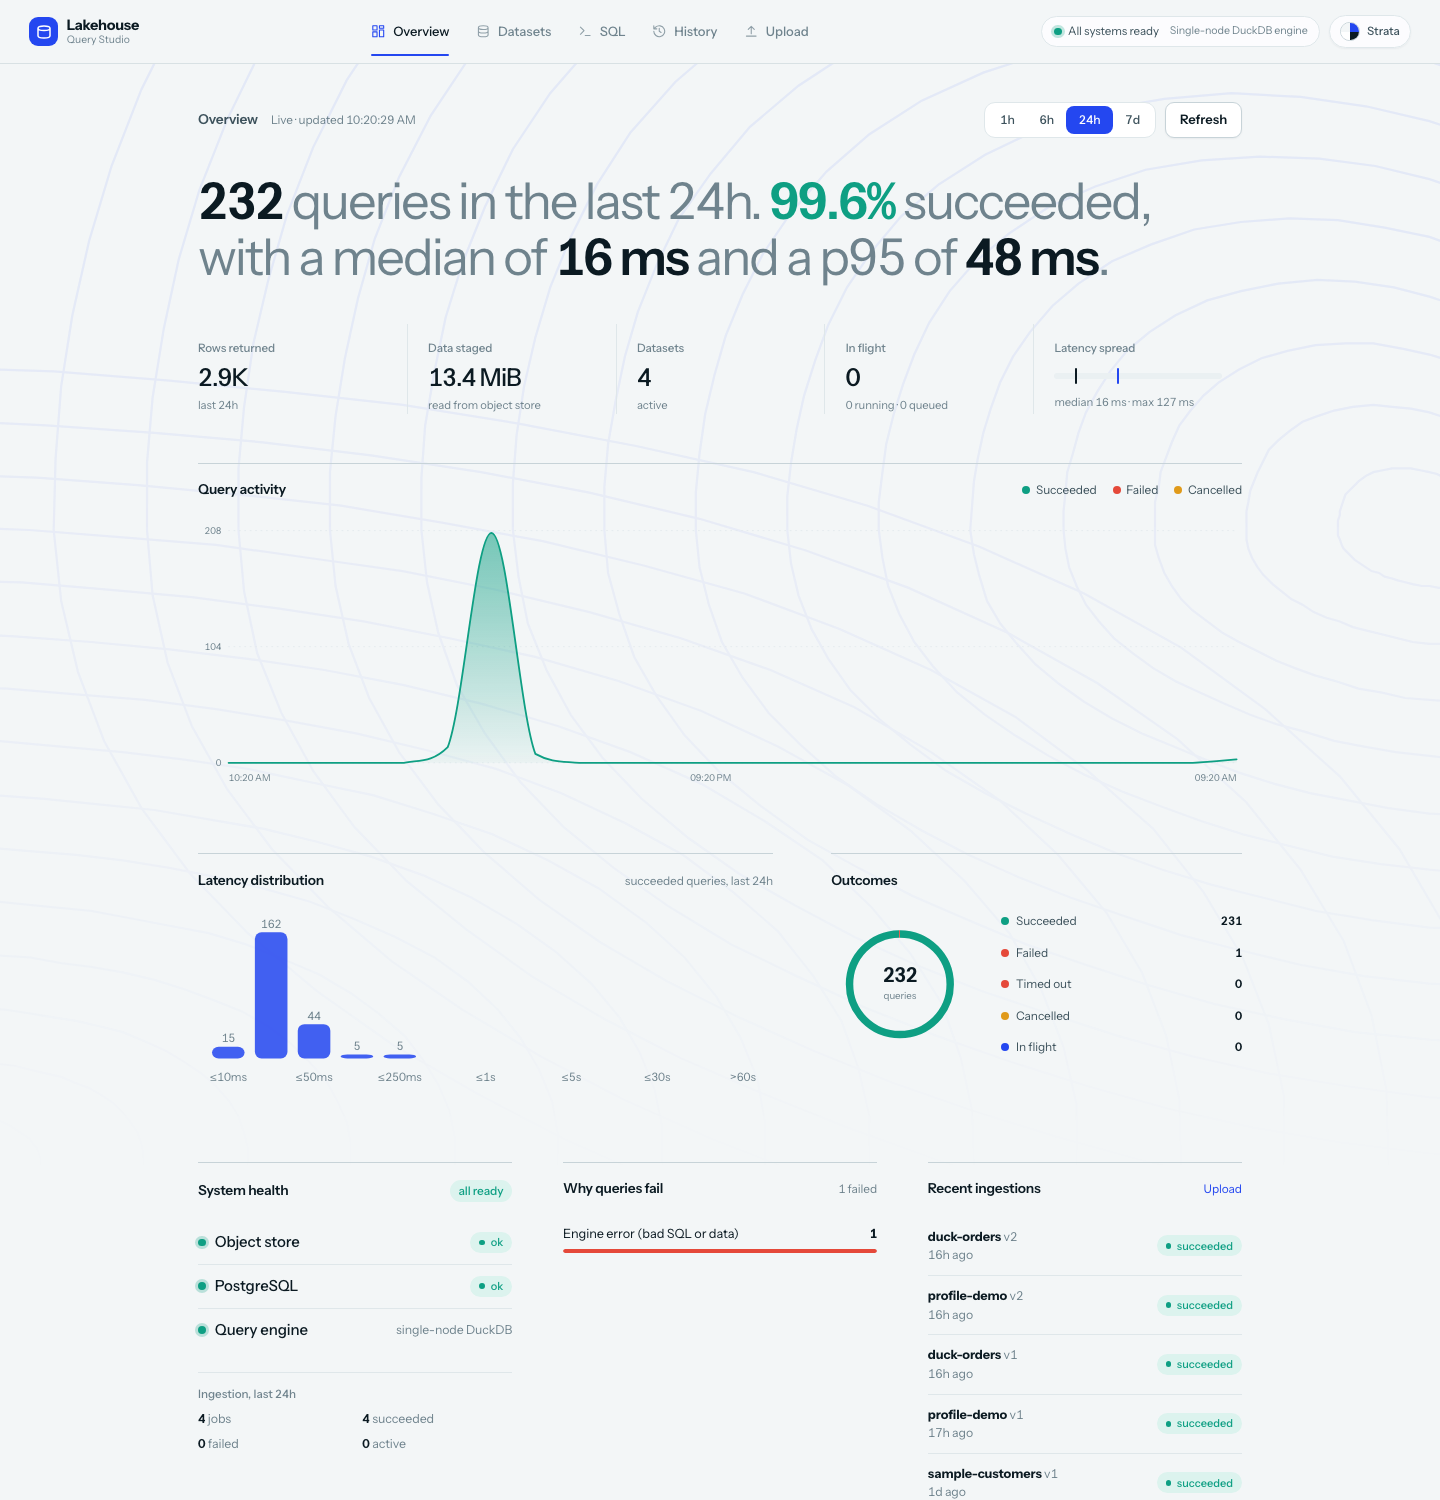 Lakehouse
Query Studio
Overview
Datasets
SQL
History
Upload
All systems ready Single-node DuckDB engine
Strata
Overview Live · updated 10:20:29 AM
1h 6h 24h 7d Refresh
232 queries in the last 24h. 99.6% succeeded,
with a median of 16 ms and a p95 of 48 ms.
Rows returned
2.9K
last 24h
Data staged
13.4 MiB
read from object store
Datasets
4
active
In flight
0
0 running · 0 queued
Latency spread
median 16 ms · max 127 ms
Query activity
Succeeded Failed Cancelled
208
104
0
10:20 AM 09:20 PM 09:20 AM
Latency distribution succeeded queries, last 24h
15 162 44 5 5
≤10ms ≤50ms ≤250ms ≤1s ≤5s ≤30s >60s
Outcomes
232
queries
Succeeded 231
Failed 1
Timed out 0
Cancelled 0
In flight 0
System health all ready
Object store ok
PostgreSQL ok
Query engine single-node DuckDB
Ingestion, last 24h
4 jobs 4 succeeded
0 failed 0 active
Why queries fail 1 failed
Engine error (bad SQL or data) 1
Recent ingestions Upload
duck-orders v2
16h ago
succeeded
profile-demo v2
16h ago
succeeded
duck-orders v1
16h ago
succeeded
profile-demo v1
17h ago
succeeded
sample-customers v1
1d ago
succeeded